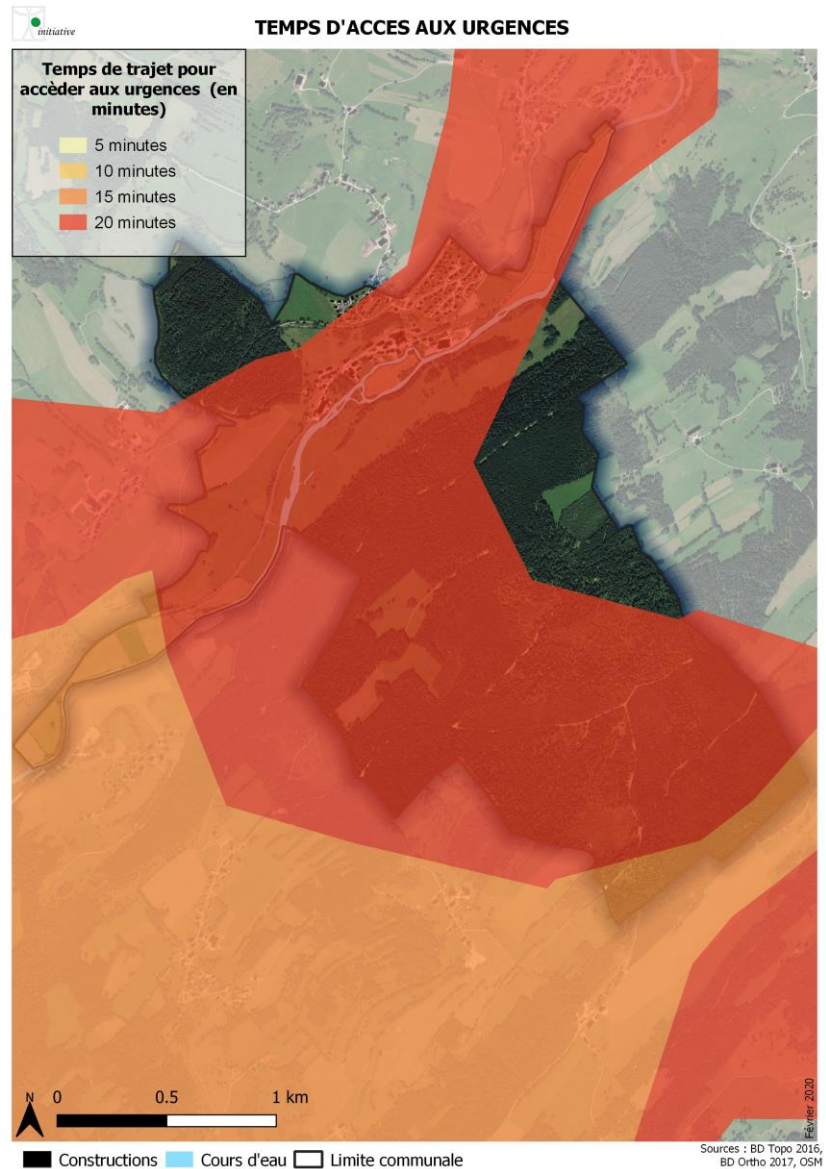 initiative
TEMPS D'ACCES AUX URGENCES
Temps de trajet pour
accèder aux urgences (en
minutes)
5 minutes
10 minutes
15 minutes
20 minutes
N
0 0.5 1 km
Février 2020
Constructions Cours d'eau Limite communale
Sources : BD Topo 2016,
BD Ortho 2017, OSM